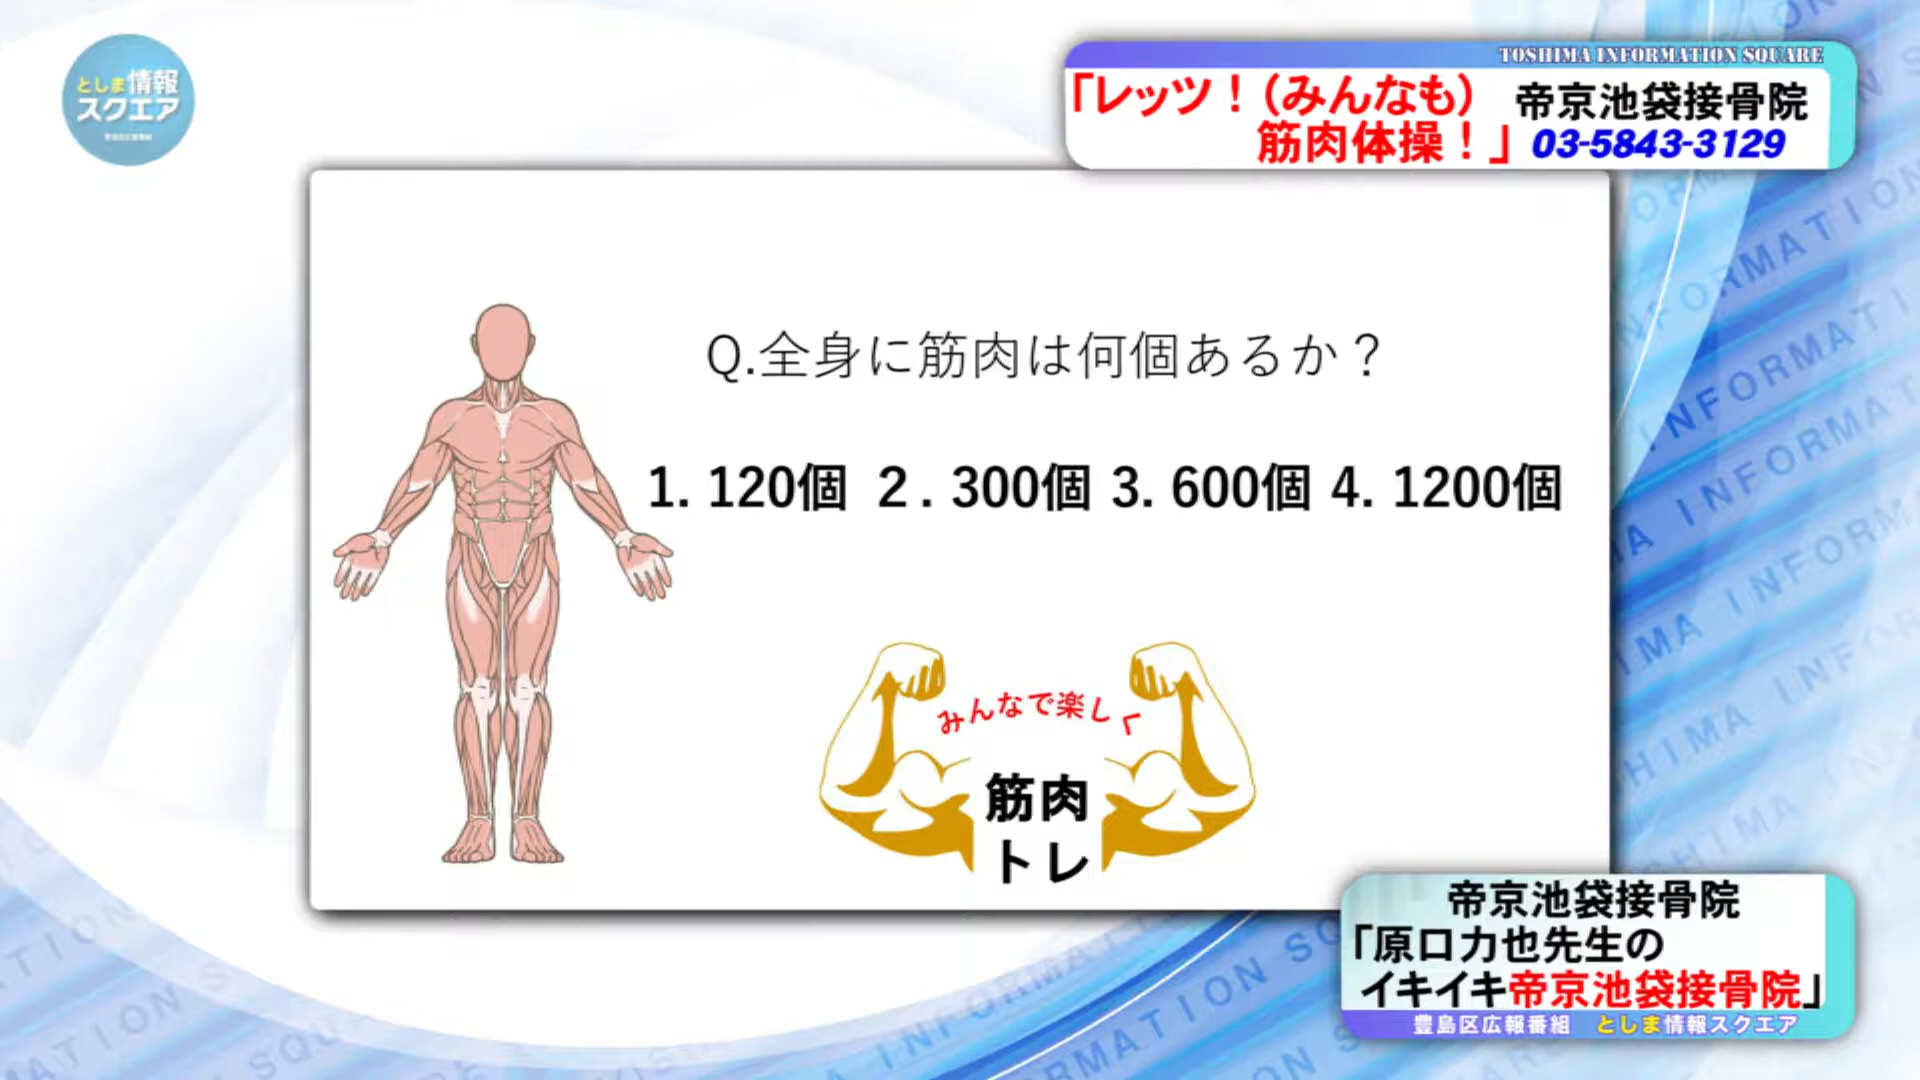 としま情報
スクエア
TOSHIMA INFORMATION SQUARE
「レッツ！(みんなも)
筋肉体操！」
帝京池袋接骨院
03-5843-3129
Q.全身に筋肉は何個あるか？
1. 120個 ２. 300個 3. 600個 4. 1200個
みんなで楽しく
筋肉
トレ
帝京池袋接骨院
「原口力也先生の
イキイキ帝京池袋接骨院」
豊島区広報番組 としま情報スクエア